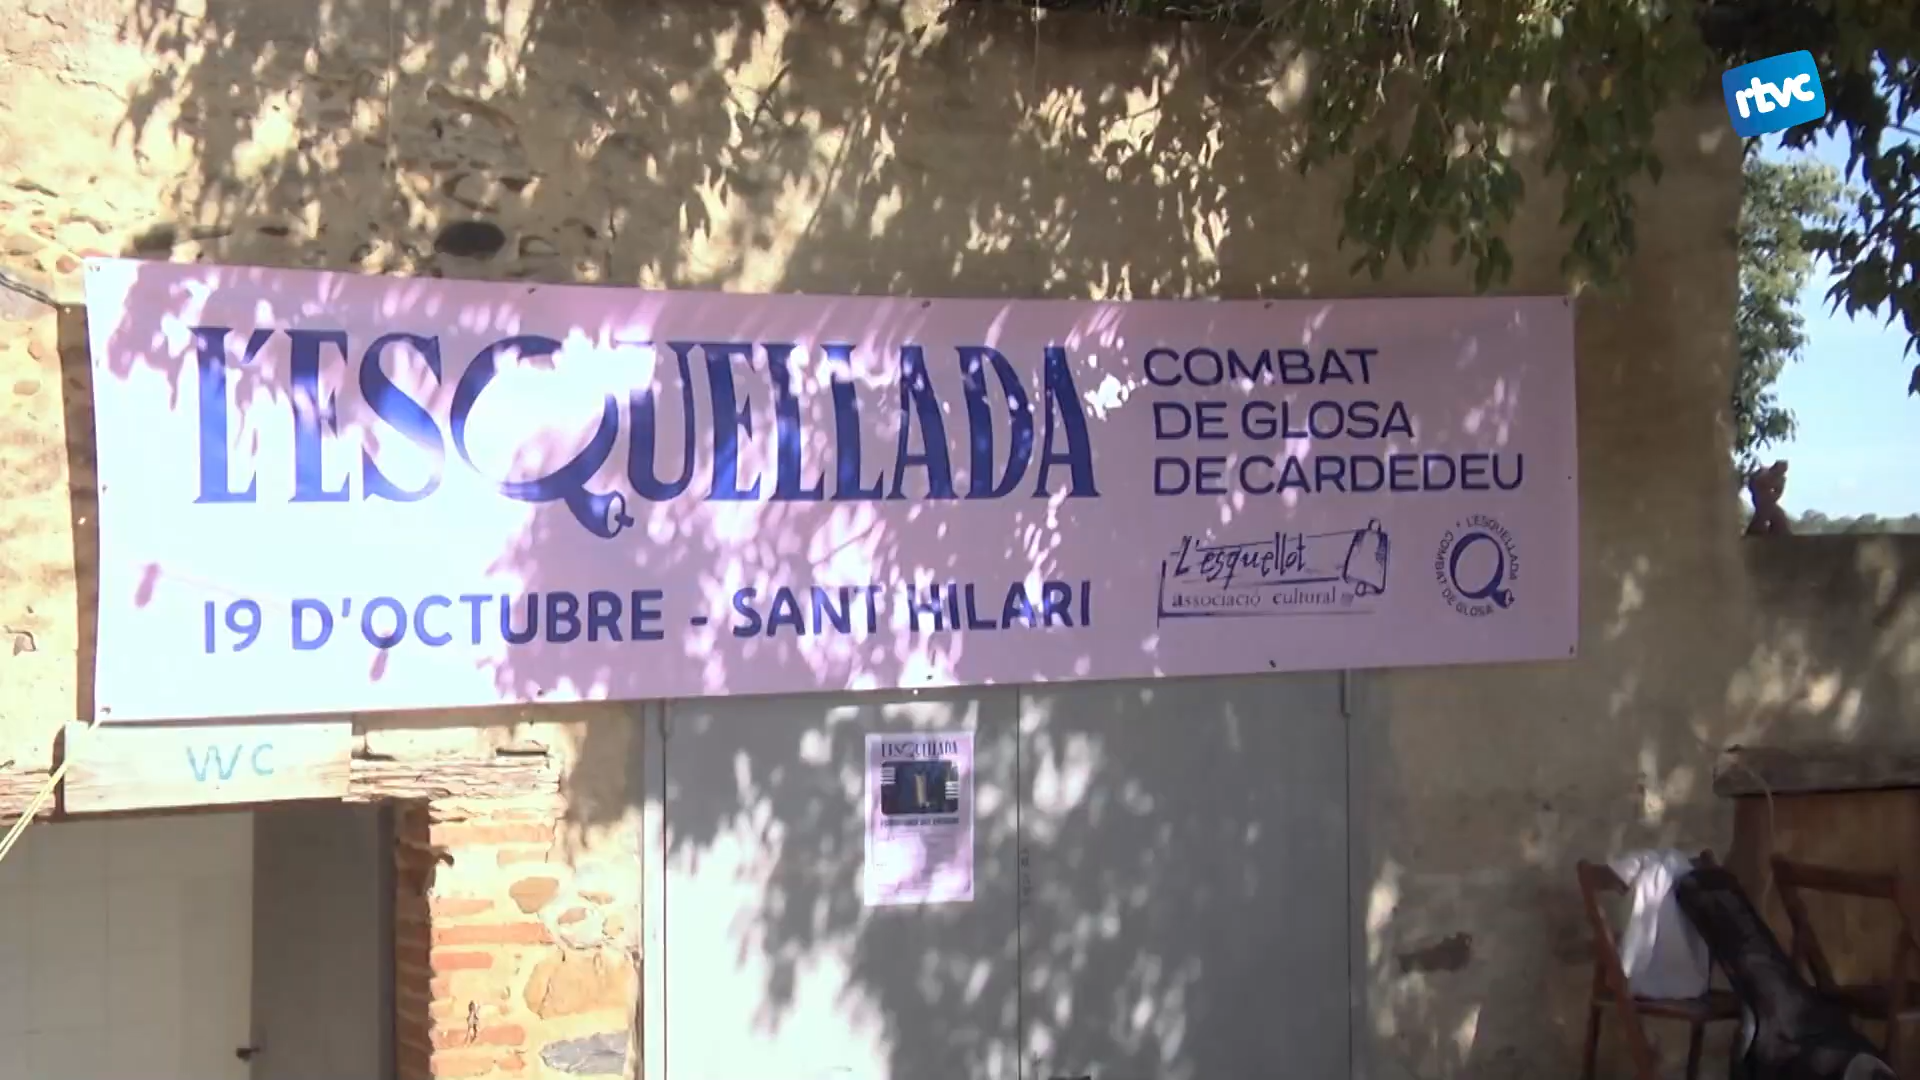 rtvc
L'ESQUELLADA
COMBAT
DE GLOSA
DE CARDEDEU
19 D'OCTUBRE - SANT HILARI
L'esquellot
associació cultural
L'ESQUELLADA
COMBAT DE GLOSA
WC
L'ESQUELLADA